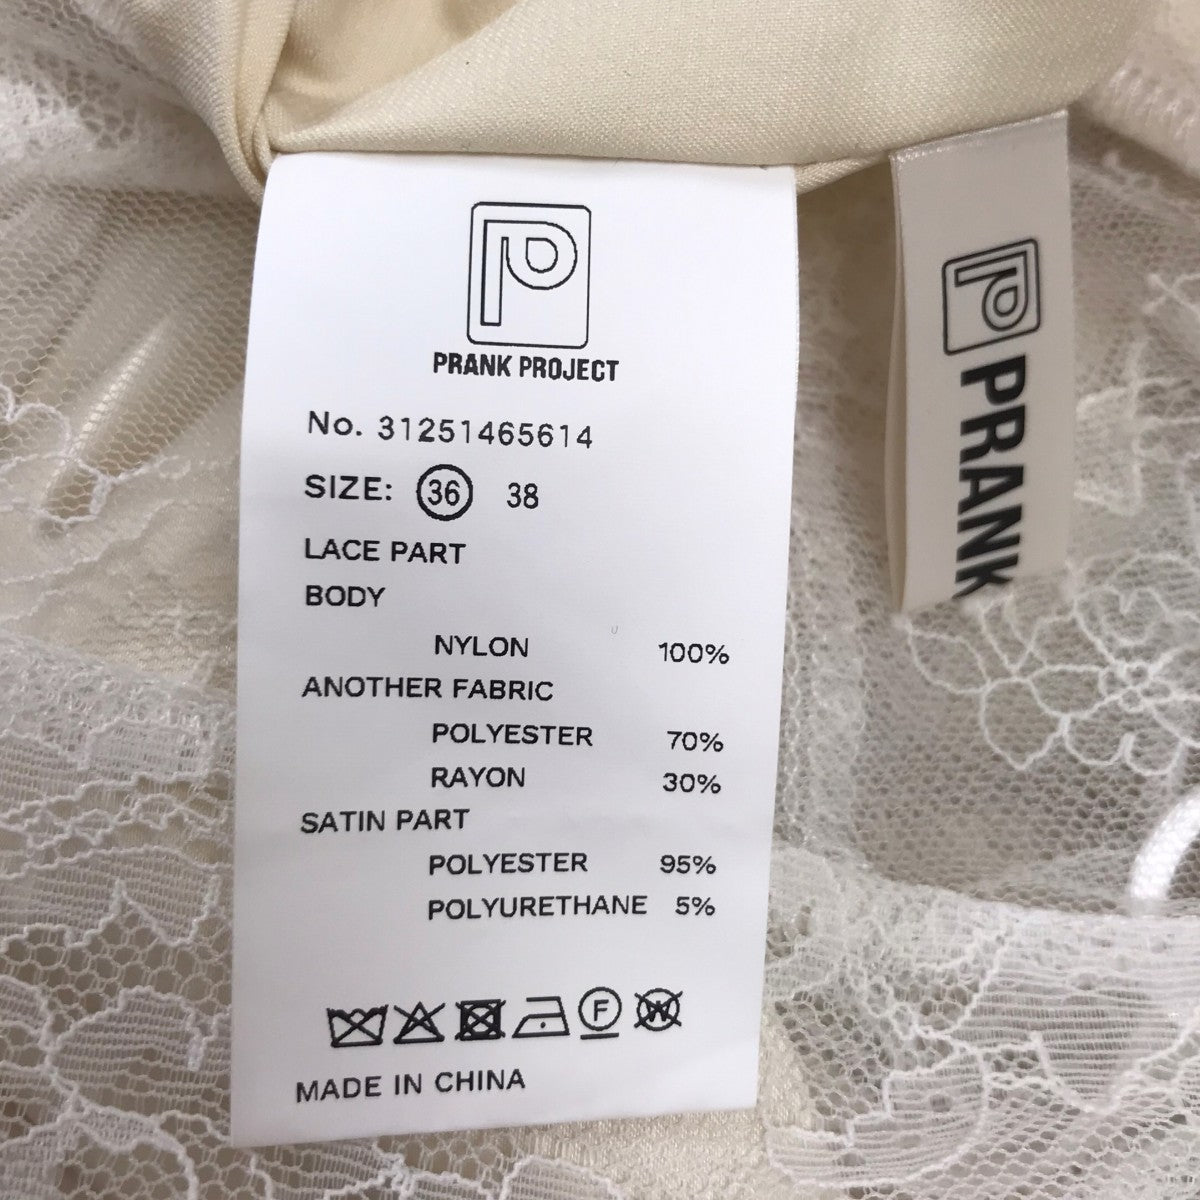 PRANK PROJECT
No. 31251465614
SIZE: 36 38
LACE PART
BODY
NYLON 100%
ANOTHER FABRIC
POLYESTER 70%
RAYON 30%
SATIN PART
POLYESTER 95%
POLYURETHANE 5%
F W
MADE IN CHINA
PRANK